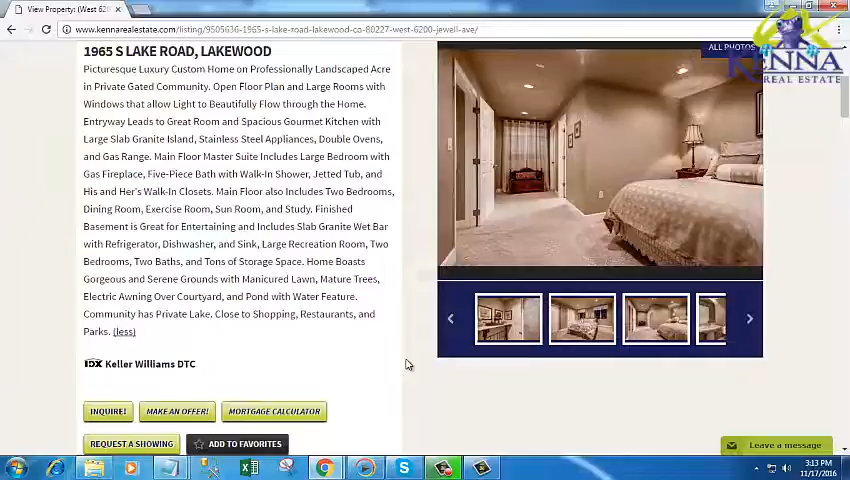 View Property: (West 62
www.kennarealestate.com/listing/9505636-1965-s-lake-road-lakewood-co-80227-west-6200-jewell-ave/
KENNA
REAL ESTATE
ALL PHOTOS
1965 S LAKE ROAD, LAKEWOOD
Picturesque Luxury Custom Home on Professionally Landscaped Acre
in Private Gated Community. Open Floor Plan and Large Rooms with
Windows that allow Light to Beautifully Flow through the Home.
Entryway Leads to Great Room and Spacious Gourmet Kitchen with
Large Slab Granite Island, Stainless Steel Appliances, Double Ovens,
and Gas Range. Main Floor Master Suite Includes Large Bedroom with
Gas Fireplace, Five-Piece Bath with Walk-In Shower, Jetted Tub, and
His and Her's Walk-In Closets. Main Floor also Includes Two Bedrooms,
Dining Room, Exercise Room, Sun Room, and Study. Finished
Basement is Great for Entertaining and Includes Slab Granite Wet Bar
with Refrigerator, Dishwasher, and Sink, Large Recreation Room, Two
Bedrooms, Two Baths, and Tons of Storage Space. Home Boasts
Gorgeous and Serene Grounds with Manicured Lawn, Mature Trees,
Electric Awning Over Courtyard, and Pond with Water Feature.
Community has Private Lake. Close to Shopping, Restaurants, and
Parks. (less)
IDX Keller Williams DTC
INQUIRE! MAKE AN OFFER! MORTGAGE CALCULATOR
REQUEST A SHOWING ADD TO FAVORITES
Leave a message
3:13 PM
11/17/2016